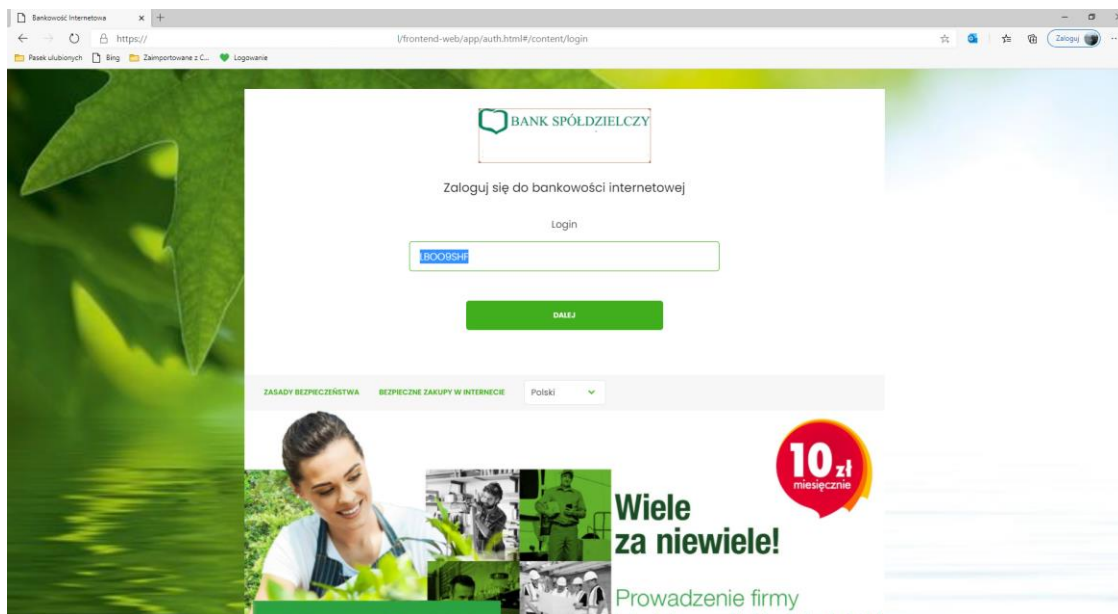 Bankowość Internetowa
https:// l/frontend-web/app/auth.html#/content/login
Zaloguj
Pasek ulubionych Bing Zaimportowane z C... Logowanie
BANK SPÓŁDZIELCZY
Zaloguj się do bankowości internetowej
Login
LBOO9SHF
DALEJ
ZASADY BEZPIECZEŃSTWA BEZPIECZNE ZAKUPY W INTERNECIE Polski
10 zł
miesięcznie
Wiele
za niewiele!
Prowadzenie firmy